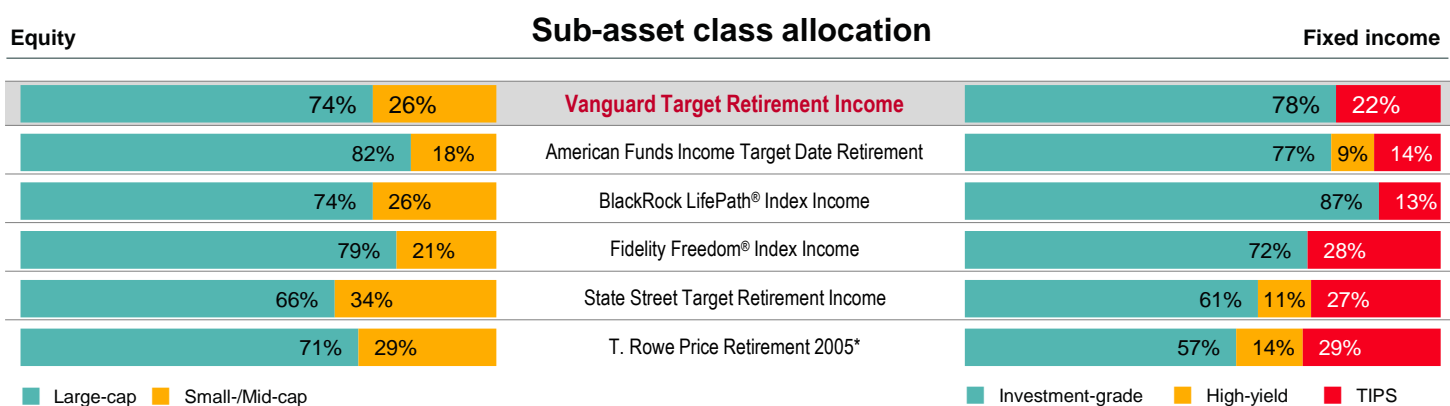 Sub-asset class allocation
Equity Fixed income
74% 26% Vanguard Target Retirement Income 78% 22%
82% 18% American Funds Income Target Date Retirement 77% 9% 14%
74% 26% BlackRock LifePath® Index Income 87% 13%
79% 21% Fidelity Freedom® Index Income 72% 28%
66% 34% State Street Target Retirement Income 61% 11% 27%
71% 29% T. Rowe Price Retirement 2005* 57% 14% 29%
Large-cap Small-/Mid-cap Investment-grade High-yield TIPS